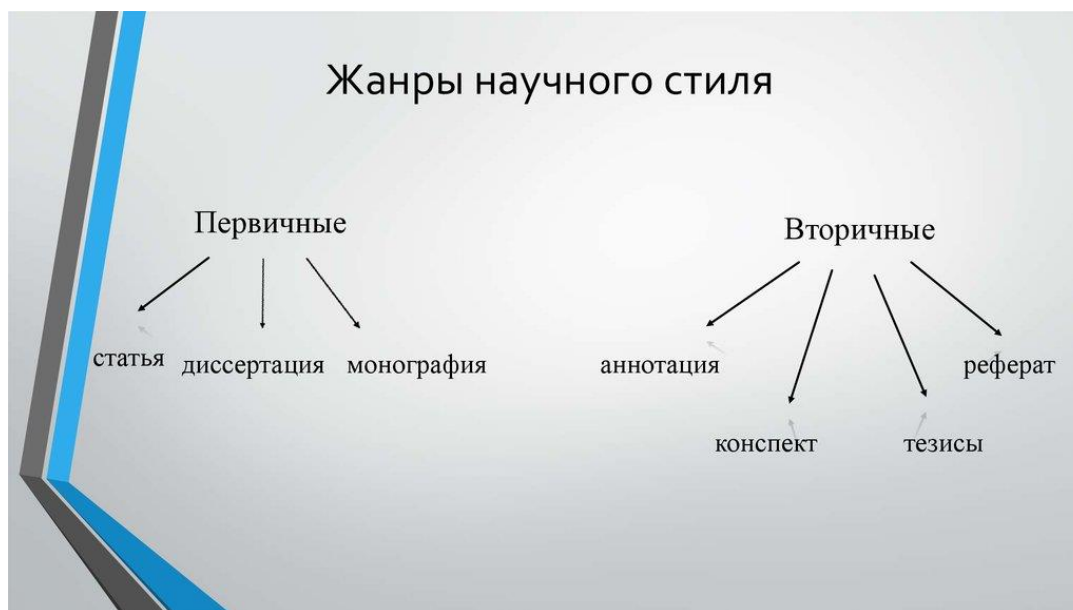 Жанры научного стиля
Первичные
статья
диссертация
монография
Вторичные
аннотация
конспект
тезисы
реферат